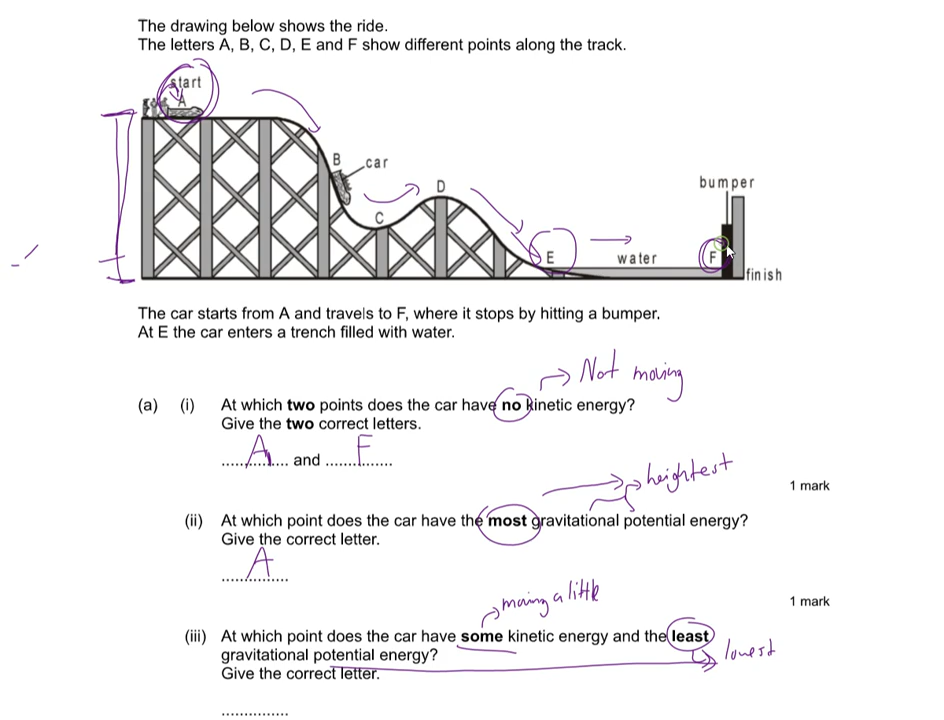 The drawing below shows the ride.
The letters A, B, C, D, E and F show different points along the track.
start
A
B
car
D
C
bumper
E
water
F
finish
The car starts from A and travels to F, where it stops by hitting a bumper.
At E the car enters a trench filled with water.
Not moving
(a) (i) At which two points does the car have no kinetic energy?
Give the two correct letters.
A and F
heightest
1 mark
(ii) At which point does the car have the most gravitational potential energy?
Give the correct letter.
A
moving a little
1 mark
(iii) At which point does the car have some kinetic energy and the least
gravitational potential energy?
lowest
Give the correct letter.
...............